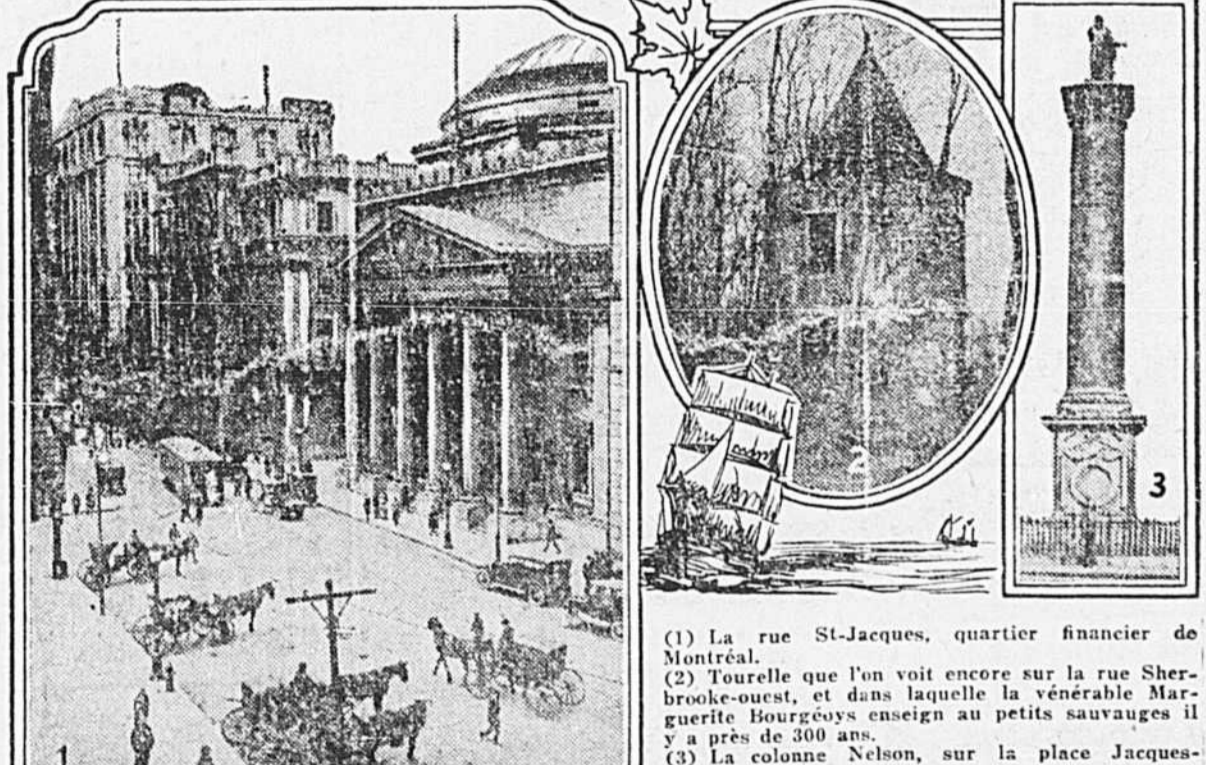 1
2
3
(1) La rue St-Jacques, quartier financier de
Montréal.
(2) Tourelle que l'on voit encore sur la rue Sher-
brooke-ouest, et dans laquelle la vénérable Mar-
guerite Bourgéoys enseign au petits sauvauges il
y a près de 300 ans.
(3) La colonne Nelson, sur la place Jacques-